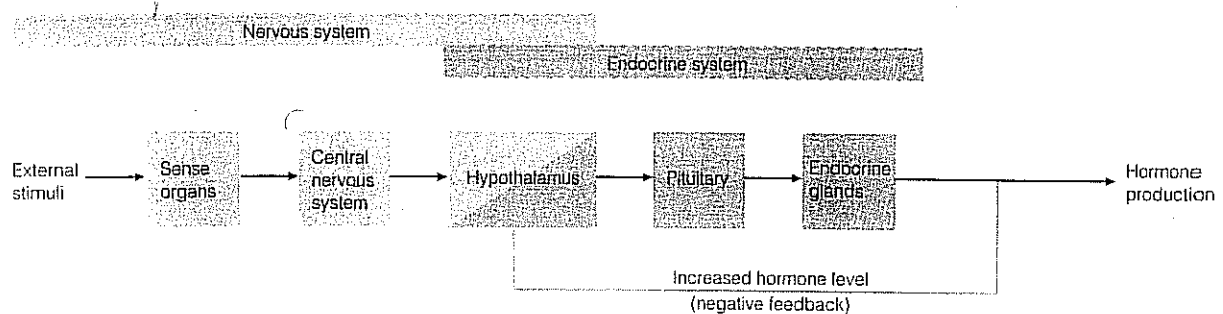 Nervous system
Endocrine system
External
stimuli
Sense
organs
Central
nervous
system
Hypothalamus
Pituitary
Endocrine
glands
Hormone
production
Increased hormone level
(negative feedback)